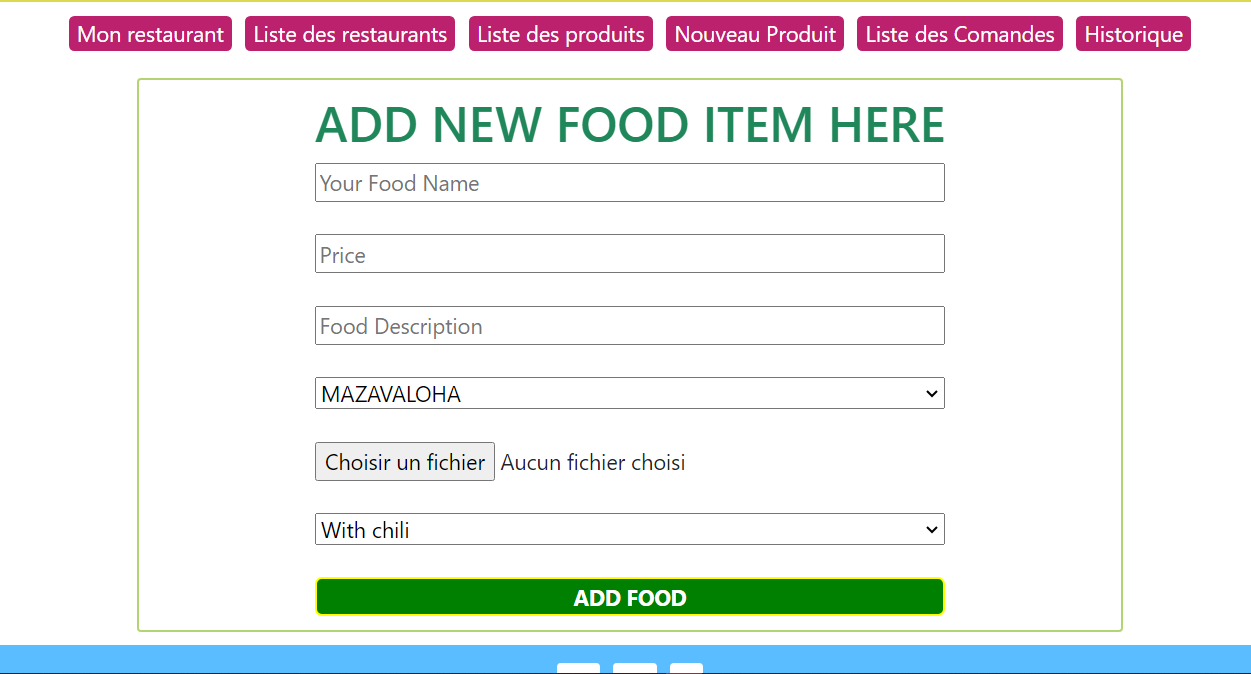 Mon restaurant Liste des restaurants Liste des produits Nouveau Produit Liste des Comandes Historique
ADD NEW FOOD ITEM HERE
Your Food Name
Price
Food Description
MAZAVALOHA
Choisir un fichier Aucun fichier choisi
With chili
ADD FOOD